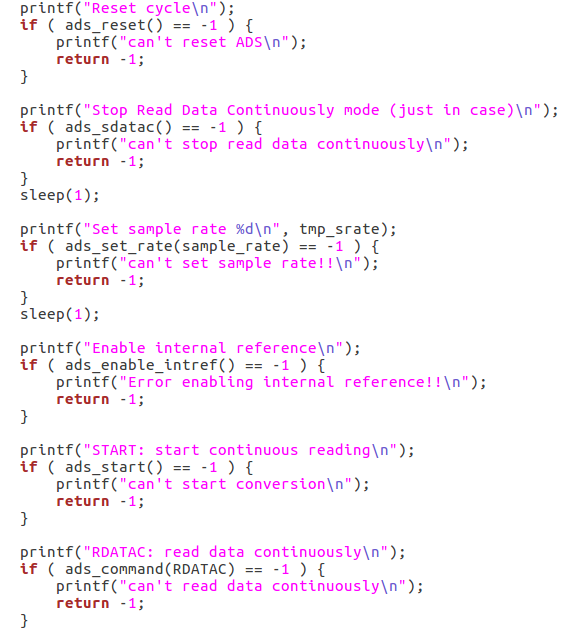 printf("Reset cycle\n");
if ( ads_reset() == -1 ) {
    printf("can't reset ADS\n");
    return -1;
}

printf("Stop Read Data Continuously mode (just in case)\n");
if ( ads_sdatac() == -1 ) {
    printf("can't stop read data continuously\n");
    return -1;
}
sleep(1);

printf("Set sample rate %d\n", tmp_srate);
if ( ads_set_rate(sample_rate) == -1 ) {
    printf("can't set sample rate!!\n");
    return -1;
}
sleep(1);

printf("Enable internal reference\n");
if ( ads_enable_intref() == -1 ) {
    printf("Error enabling internal reference!!\n");
    return -1;
}

printf("START: start continuous reading\n");
if ( ads_start() == -1 ) {
    printf("can't start conversion\n");
    return -1;
}

printf("RDATAC: read data continuously\n");
if ( ads_command(RDATAC) == -1 ) {
    printf("can't read data continuously\n");
    return -1;
}